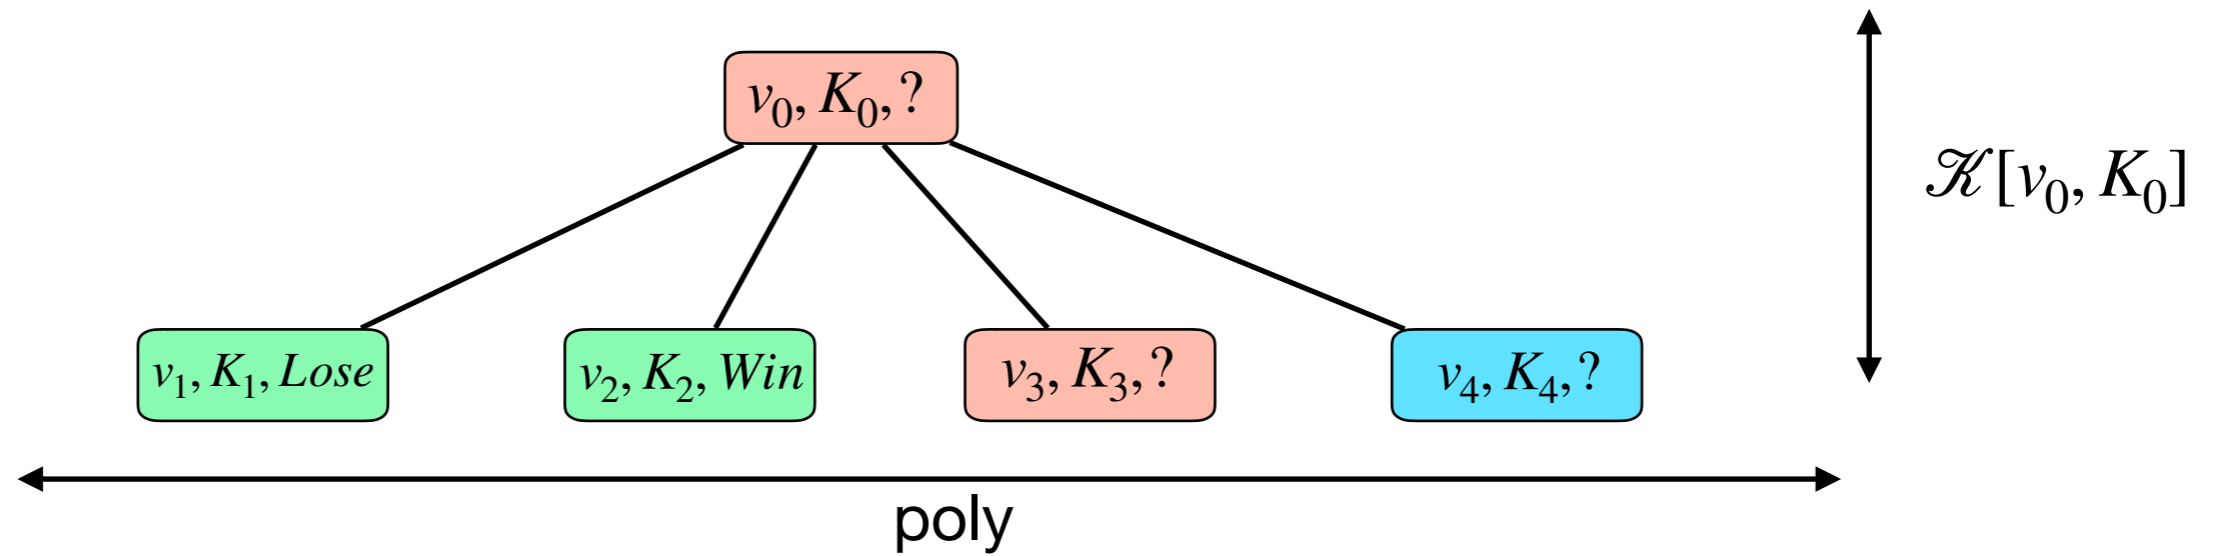 v₀, K₀, ?
𝒦[v₀, K₀]
v₁, K₁, Lose
v₂, K₂, Win
v₃, K₃, ?
v₄, K₄, ?
poly